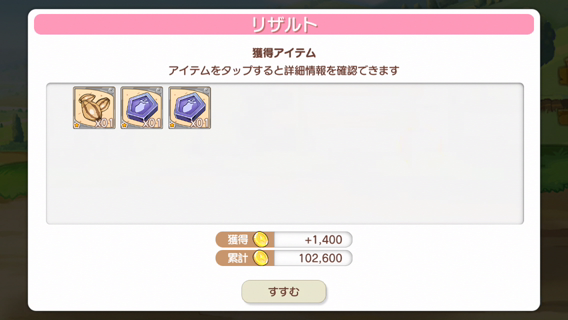 リザルト
獲得アイテム
アイテムをタップすると詳細情報を確認できます
x01 x01 x01
獲得 +1,400
累計 102,600
すすむ